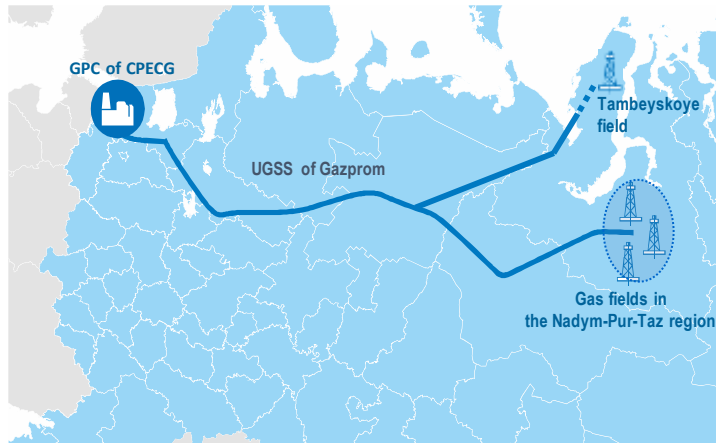 GPC of CPECG
Tambeyskoye
field
UGSS of Gazprom
Gas fields in
the Nadym-Pur-Taz region